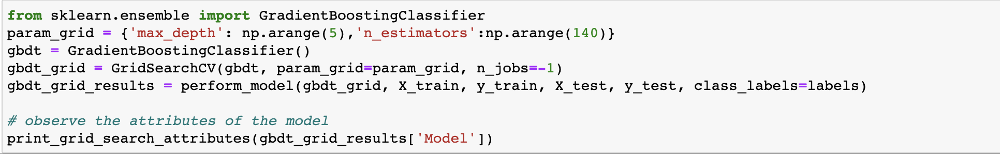 from sklearn.ensemble import GradientBoostingClassifier
param_grid = {'max_depth': np.arange(5),'n_estimators':np.arange(140)}
gbdt = GradientBoostingClassifier()
gbdt_grid = GridSearchCV(gbdt, param_grid=param_grid, n_jobs=-1)
gbdt_grid_results = perform_model(gbdt_grid, X_train, y_train, X_test, y_test, class_labels=labels)
# observe the attributes of the model
print_grid_search_attributes(gbdt_grid_results['Model'])